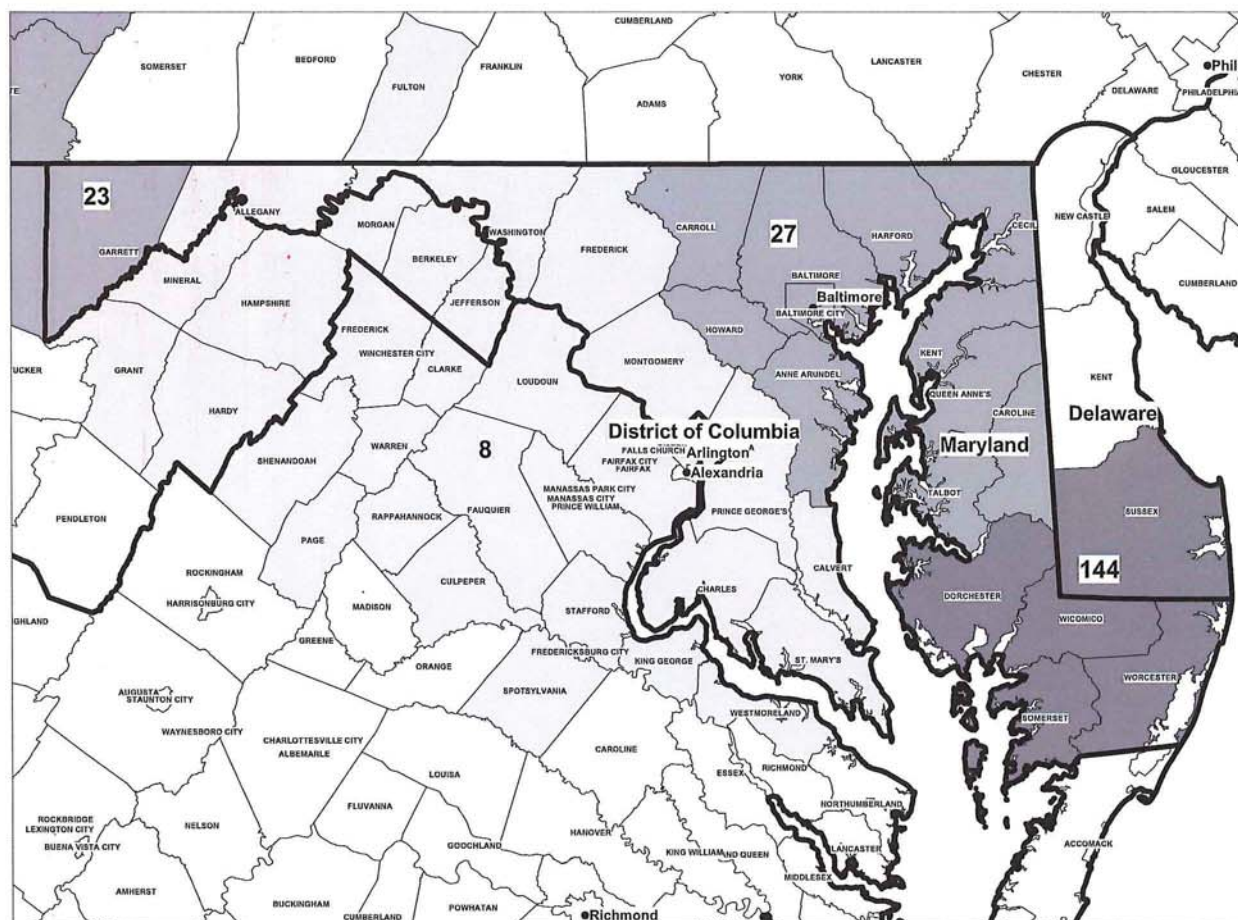 CUMBERLAND
SOMERSET
BEDFORD
FULTON
FRANKLIN
ADAMS
YORK
LANCASTER
CHESTER
DELAWARE
Phil
PHILADELPHIA
GLOUCESTER
SALEM
NEW CASTLE
CUMBERLAND
23
GARRETT
ALLEGANY
MORGAN
WASHINGTON
FREDERICK
CARROLL
27
HARFORD
CECIL
BERKELEY
MINERAL
HAMPSHIRE
JEFFERSON
BALTIMORE
Baltimore
BALTIMORE CITY
FREDERICK
WINCHESTER CITY
CLARKE
HOWARD
KENT
TUCKER
GRANT
HARDY
LOUDOUN
MONTGOMERY
ANNE ARUNDEL
QUEEN ANNE'S
CAROLINE
KENT
Delaware
Maryland
District of Columbia
FALLS CHURCH
Arlington
FAIRFAX CITY
FAIRFAX
Alexandria
SHENANDOAH
WARREN
8
MANASSAS PARK CITY
MANASSAS CITY
PRINCE WILLIAM
PRINCE GEORGE'S
TALBOT
SUSSEX
PENDLETON
RAPPAHANNOCK
FAUQUIER
PAGE
CALVERT
144
ROCKINGHAM
CULPEPER
CHARLES
DORCHESTER
WICOMICO
HARRISONBURG CITY
MADISON
STAFFORD
GHLAND
GREENE
ORANGE
FREDERICKSBURG CITY
KING GEORGE
ST. MARY'S
WORCESTER
AUGUSTA
STAUNTON CITY
SPOTSYLVANIA
WESTMORELAND
SOMERSET
WAYNESBORO CITY
CHARLOTTESVILLE CITY
ALBEMARLE
CAROLINE
LOUISA
ESSEX
RICHMOND
FLUVANNA
NORTHUMBERLAND
ROCKBRIDGE
LEXINGTON CITY
NELSON
HANOVER
BUENA VISTA CITY
GOOCHLAND
KING WILLIAM
ND QUEEN
LANCASTER
ACCOMACK
MIDDLESEX
AMHERST
BUCKINGHAM
CUMBERLAND
POWHATAN
Richmond